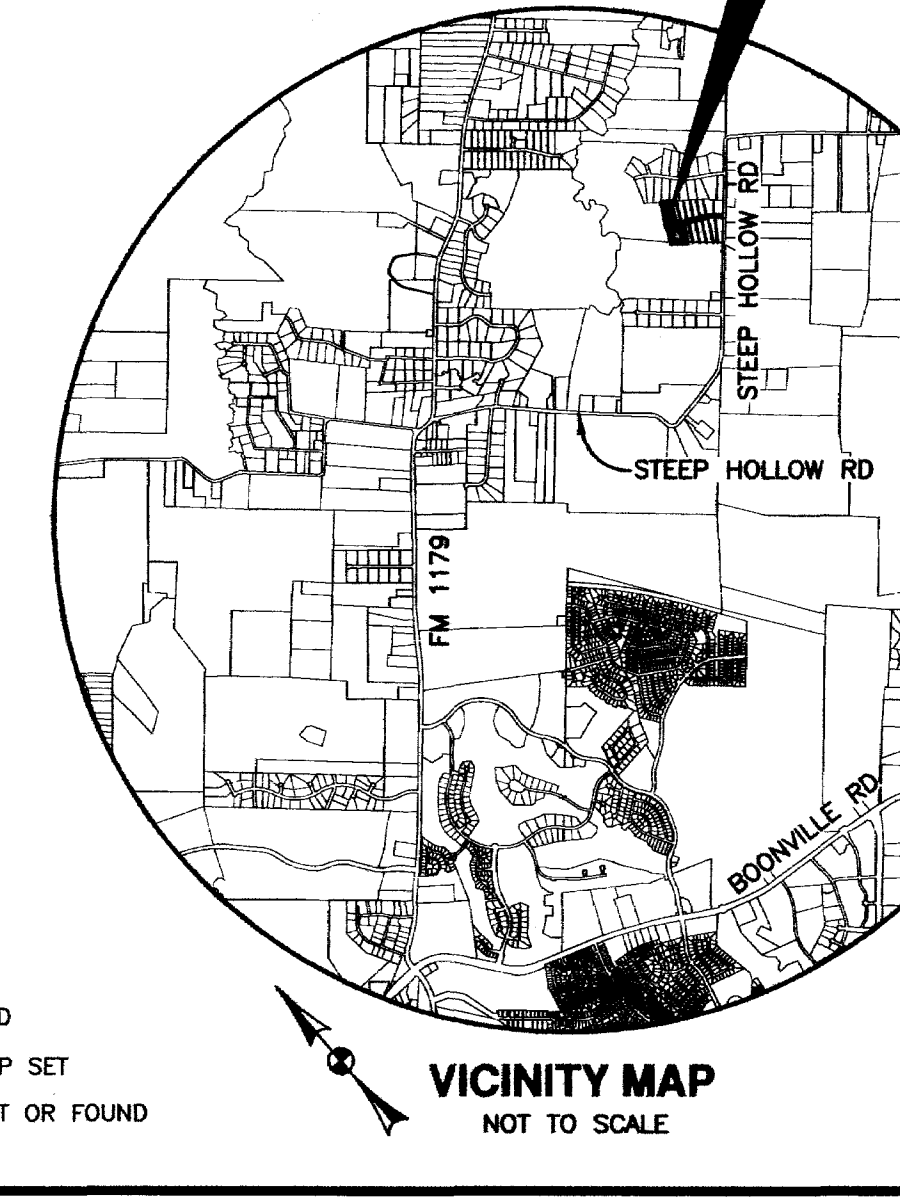 STEEP HOLLOW RD
STEEP HOLLOW RD
FM 1179
BOONVILLE RD
D
P SET
T OR FOUND
VICINITY MAP
NOT TO SCALE